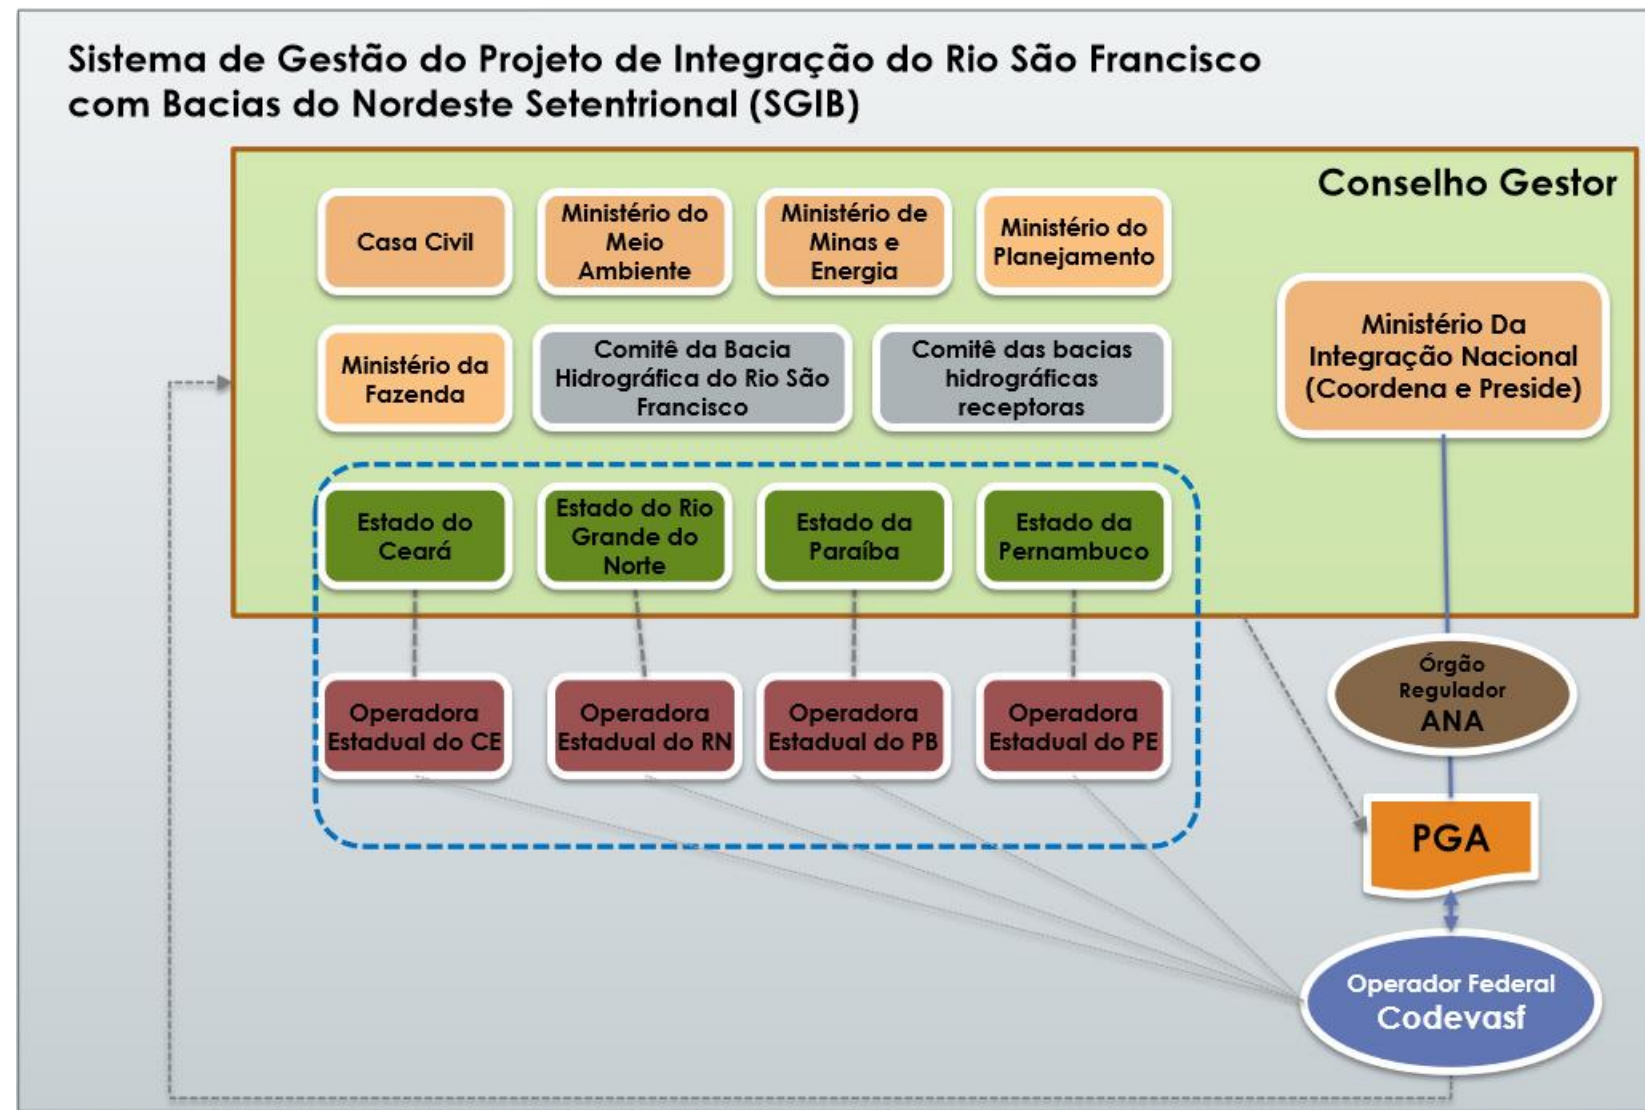 Sistema de Gestão do Projeto de Integração do Rio São Francisco
com Bacias do Nordeste Setentrional (SGIB)
Conselho Gestor
Casa Civil
Ministério do
Meio
Ambiente
Ministério de
Minas e
Energia
Ministério do
Planejamento
Ministério Da
Integração Nacional
(Coordena e Preside)
Ministério da
Fazenda
Comitê da Bacia
Hidrográfica do Rio São
Francisco
Comitê das bacias
hidrográficas
receptoras
Estado do
Ceará
Estado do Rio
Grande do
Norte
Estado da
Paraíba
Estado da
Pernambuco
Órgão
Regulador
ANA
Operadora
Estadual do CE
Operadora
Estadual do RN
Operadora
Estadual do PB
Operadora
Estadual do PE
PGA
Operador Federal
Codevasf